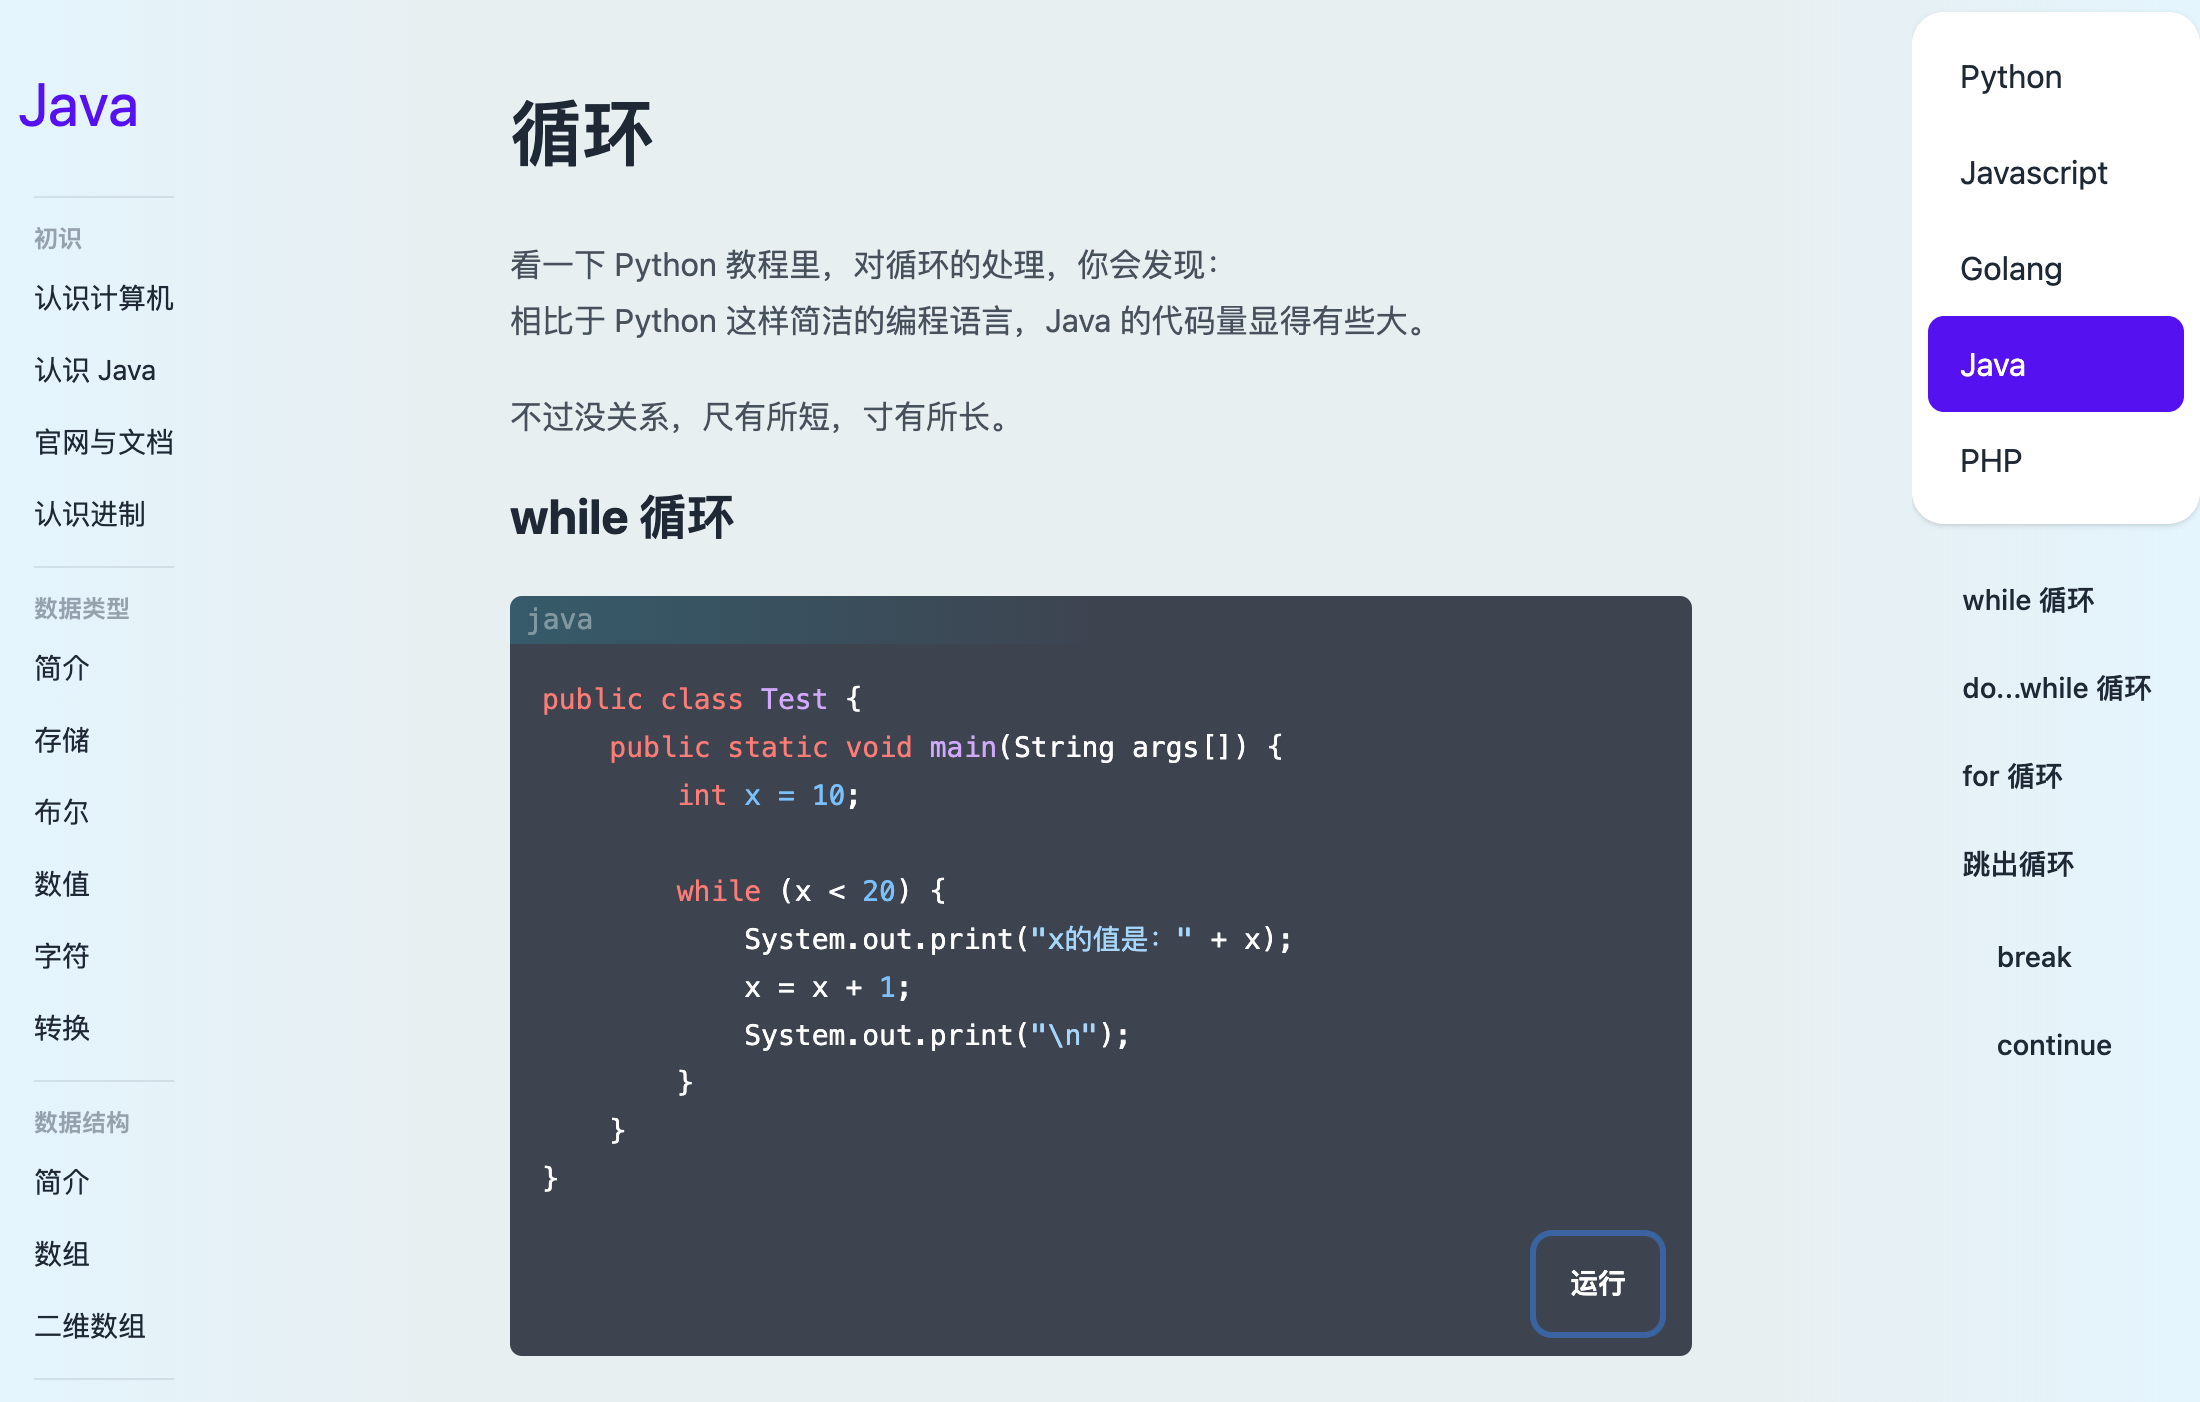 Java
初识
认识计算机
认识 Java
官网与文档
认识进制
数据类型
简介
存储
布尔
数值
字符
转换
数据结构
简介
数组
二维数组
循环
看一下 Python 教程里，对循环的处理，你会发现：
相比于 Python 这样简洁的编程语言，Java 的代码量显得有些大。
不过没关系，尺有所短，寸有所长。
while 循环
java
public class Test {
    public static void main(String args[]) {
        int x = 10;

        while (x < 20) {
            System.out.print("x的值是：" + x);
            x = x + 1;
            System.out.print("\n");
        }
    }
}
运行
Python
Javascript
Golang
Java
PHP
while 循环
do...while 循环
for 循环
跳出循环
break
continue